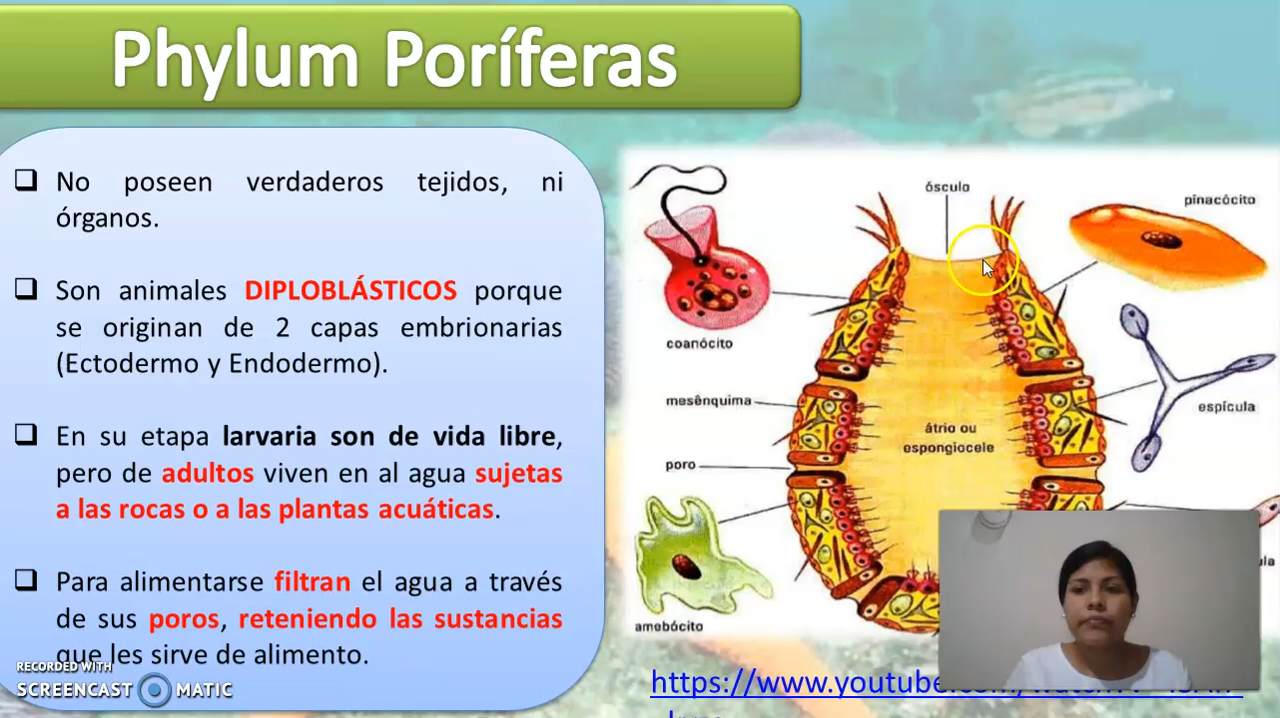 Phylum Poríferas
No poseen verdaderos tejidos, ni
órganos.
Son animales DIPLOBLÁSTICOS porque
se originan de 2 capas embrionarias
(Ectodermo y Endodermo).
En su etapa larvaria son de vida libre,
pero de adultos viven en al agua sujetas
a las rocas o a las plantas acuáticas.
Para alimentarse filtran el agua a través
de sus poros, reteniendo las sustancias
que les sirve de alimento.
RECORDED WITH
SCREENCAST MATIC
ósculo
pinacócito
coanócito
mesênquima
espícula
átrio ou
espongiocele
poro
amebócito
https://www.youtube.com/